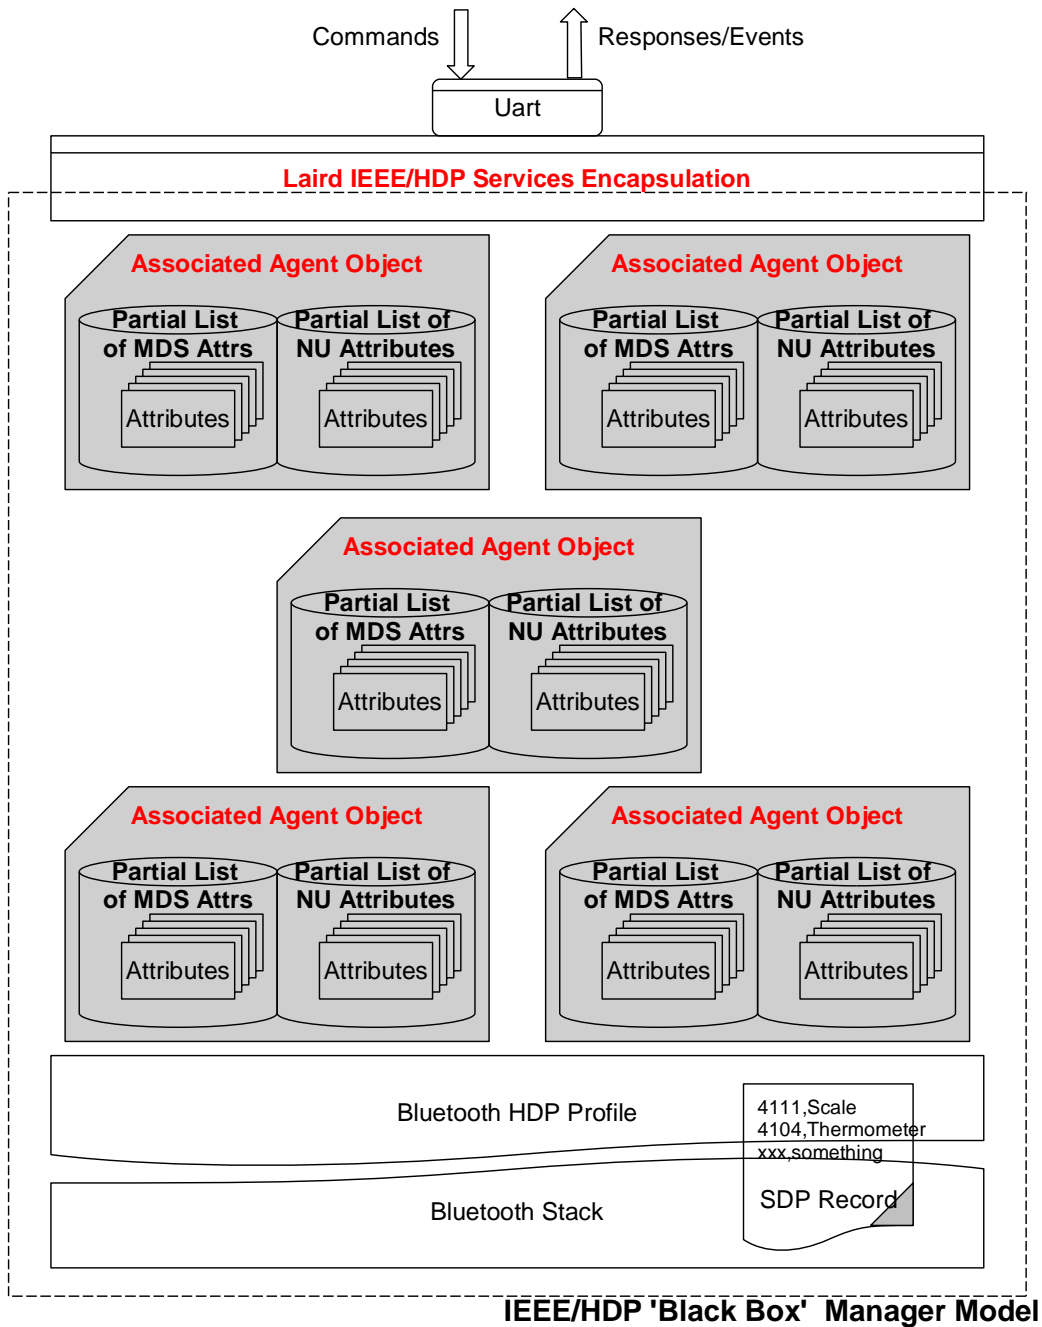 Commands
Responses/Events
Uart
Laird IEEE/HDP Services Encapsulation
Associated Agent Object
Partial List
of MDS Attrs
Attributes
Partial List of
NU Attributes
Attributes
Associated Agent Object
Partial List
of MDS Attrs
Attributes
Partial List of
NU Attributes
Attributes
Associated Agent Object
Partial List
of MDS Attrs
Attributes
Partial List of
NU Attributes
Attributes
Associated Agent Object
Partial List
of MDS Attrs
Attributes
Partial List of
NU Attributes
Attributes
Associated Agent Object
Partial List
of MDS Attrs
Attributes
Partial List of
NU Attributes
Attributes
Bluetooth HDP Profile
4111,Scale
4104,Thermometer
xxx,something
SDP Record
Bluetooth Stack
IEEE/HDP 'Black Box' Manager Model